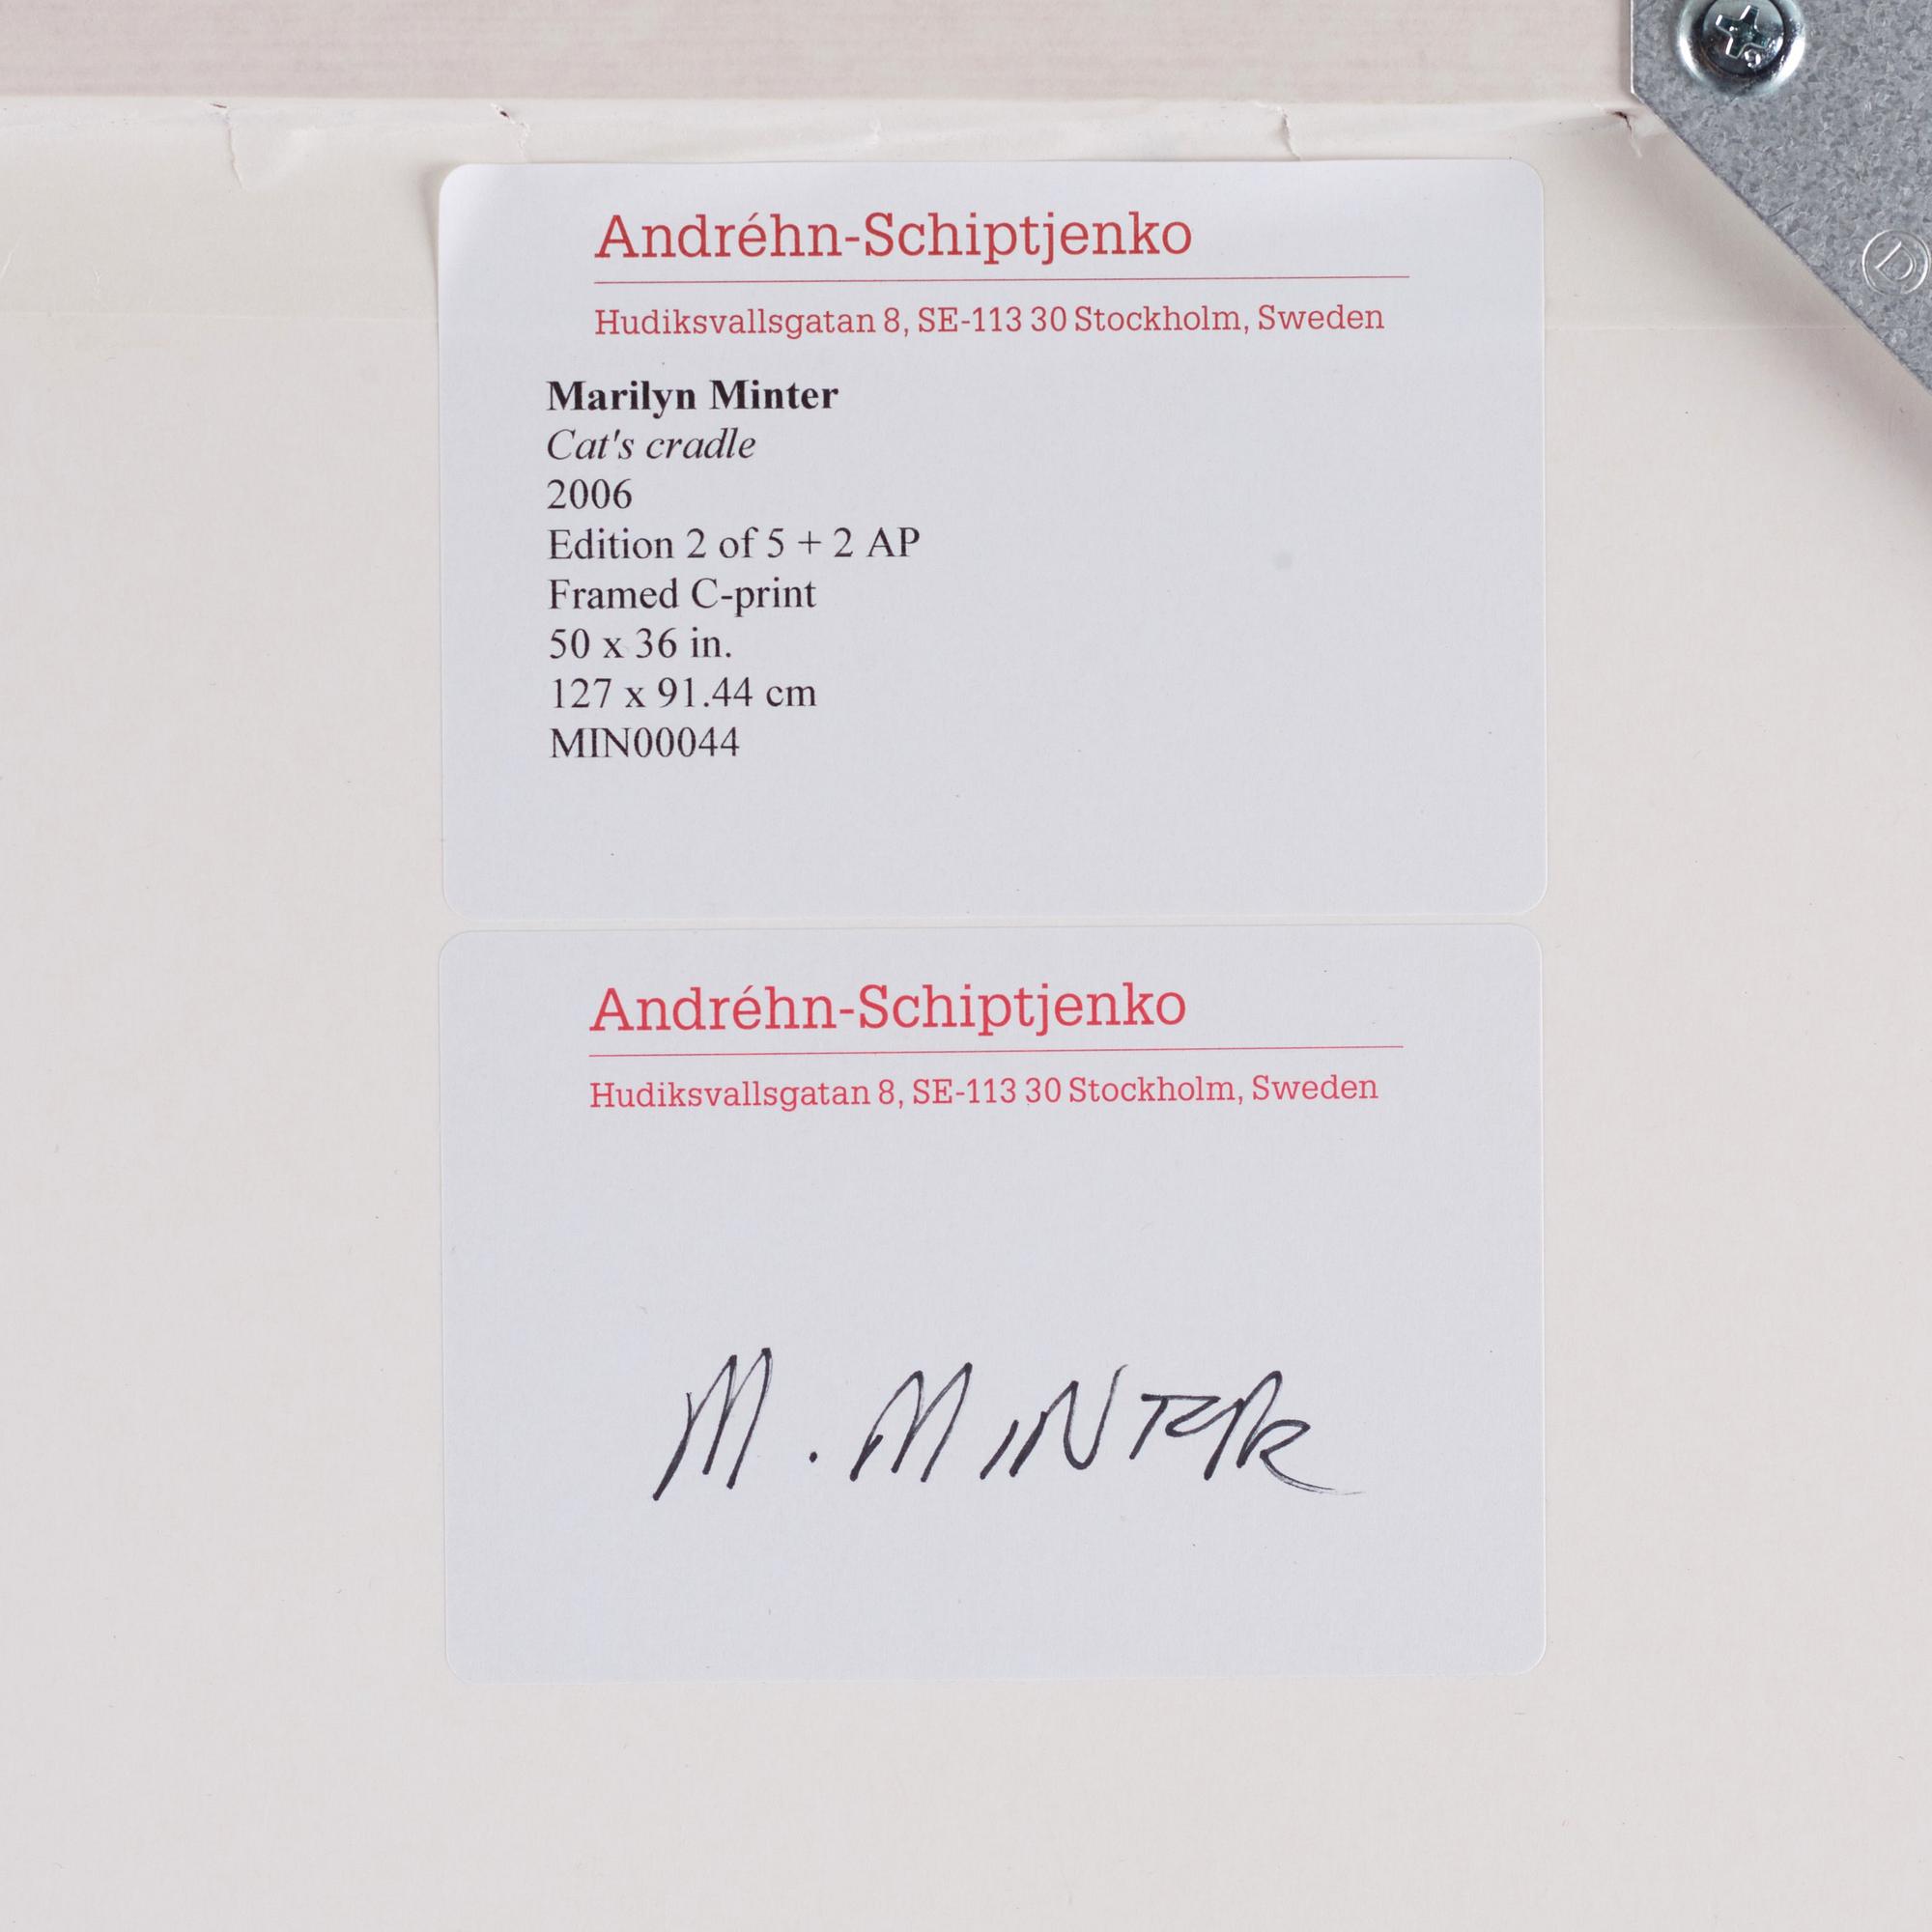 Andréhn-Schiptjenko
Hudiksvallsgatan 8, SE-113 30 Stockholm, Sweden
Marilyn Minter
Cat's cradle
2006
Edition 2 of 5 + 2 AP
Framed C-print
50 x 36 in.
127 x 91.44 cm
MIN00044
D
Andréhn-Schiptjenko
Hudiksvallsgatan 8, SE-113 30 Stockholm, Sweden
M. MINTER